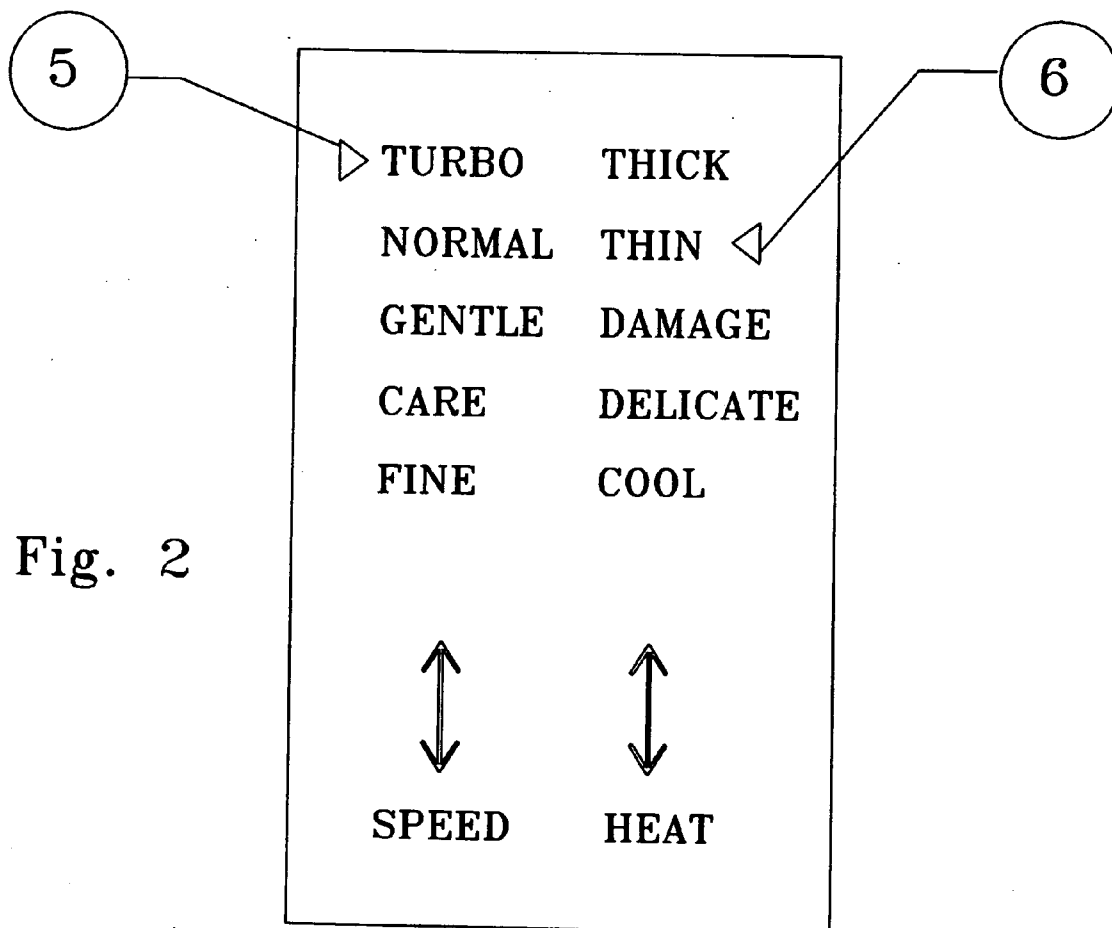 5
6
TURBO THICK
NORMAL THIN
GENTLE DAMAGE
CARE DELICATE
FINE COOL
Fig. 2
SPEED HEAT